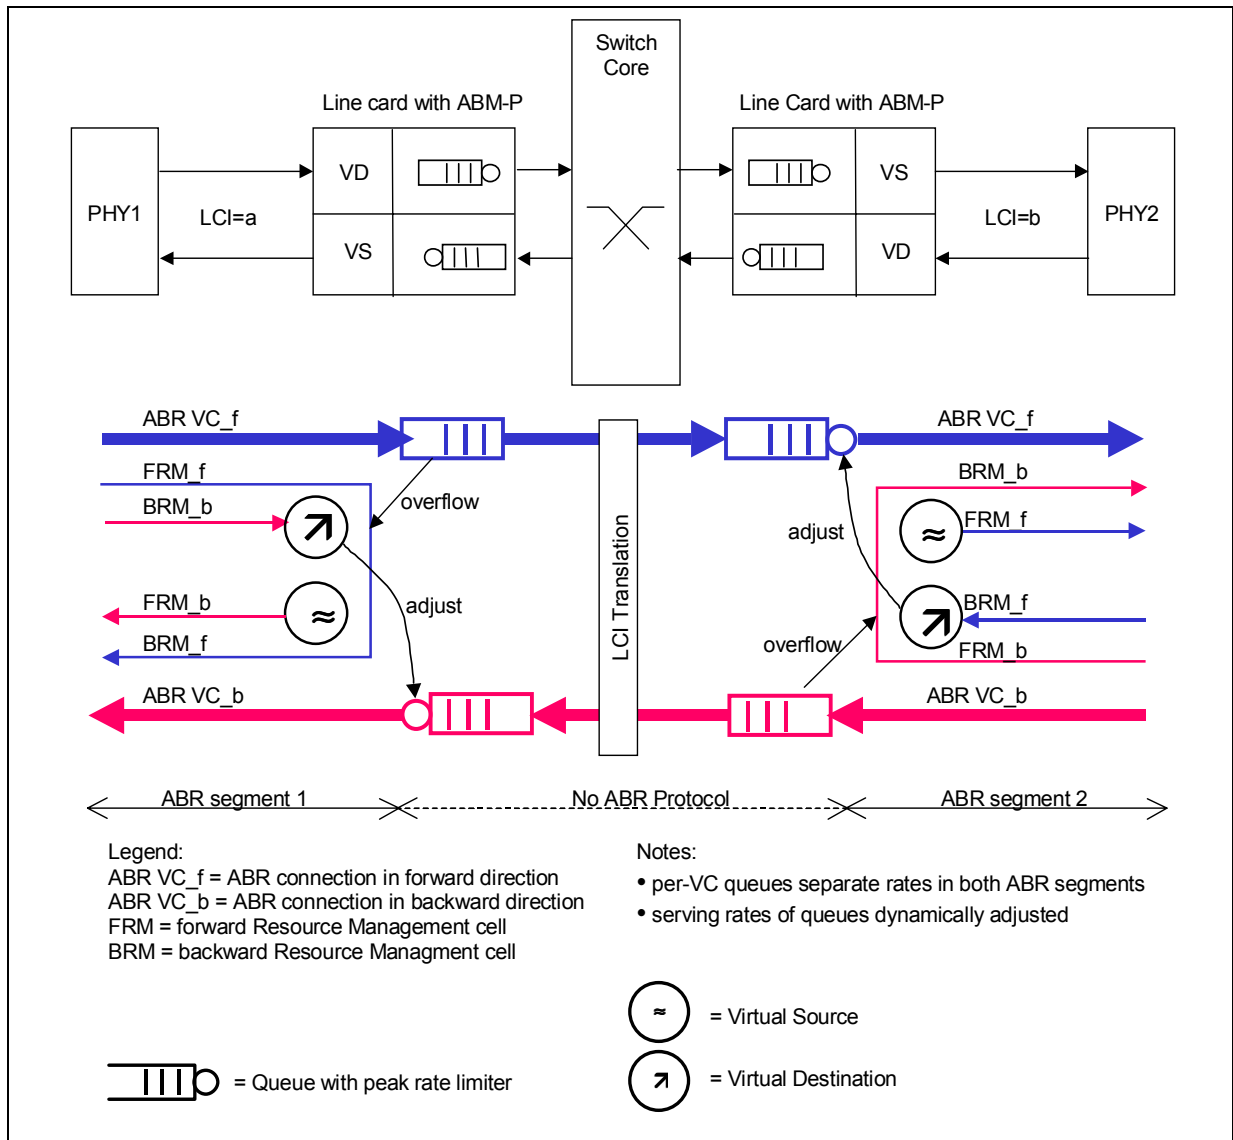 Switch
Core
Line card with ABM-P
Line Card with ABM-P
PHY1
LCI=a
VD
VS
VS
VD
LCI=b
PHY2
ABR VC_f
ABR VC_f
FRM_f
BRM_b
overflow
BRM_b
FRM_f
adjust
LCI Translation
adjust
FRM_b
BRM_f
BRM_f
FRM_b
overflow
ABR VC_b
ABR VC_b
ABR segment 1
No ABR Protocol
ABR segment 2
Legend:
ABR VC_f = ABR connection in forward direction
ABR VC_b = ABR connection in backward direction
FRM = forward Resource Management cell
BRM = backward Resource Managment cell
Notes:
• per-VC queues separate rates in both ABR segments
• serving rates of queues dynamically adjusted
≈ = Virtual Source
= Queue with peak rate limiter
= Virtual Destination